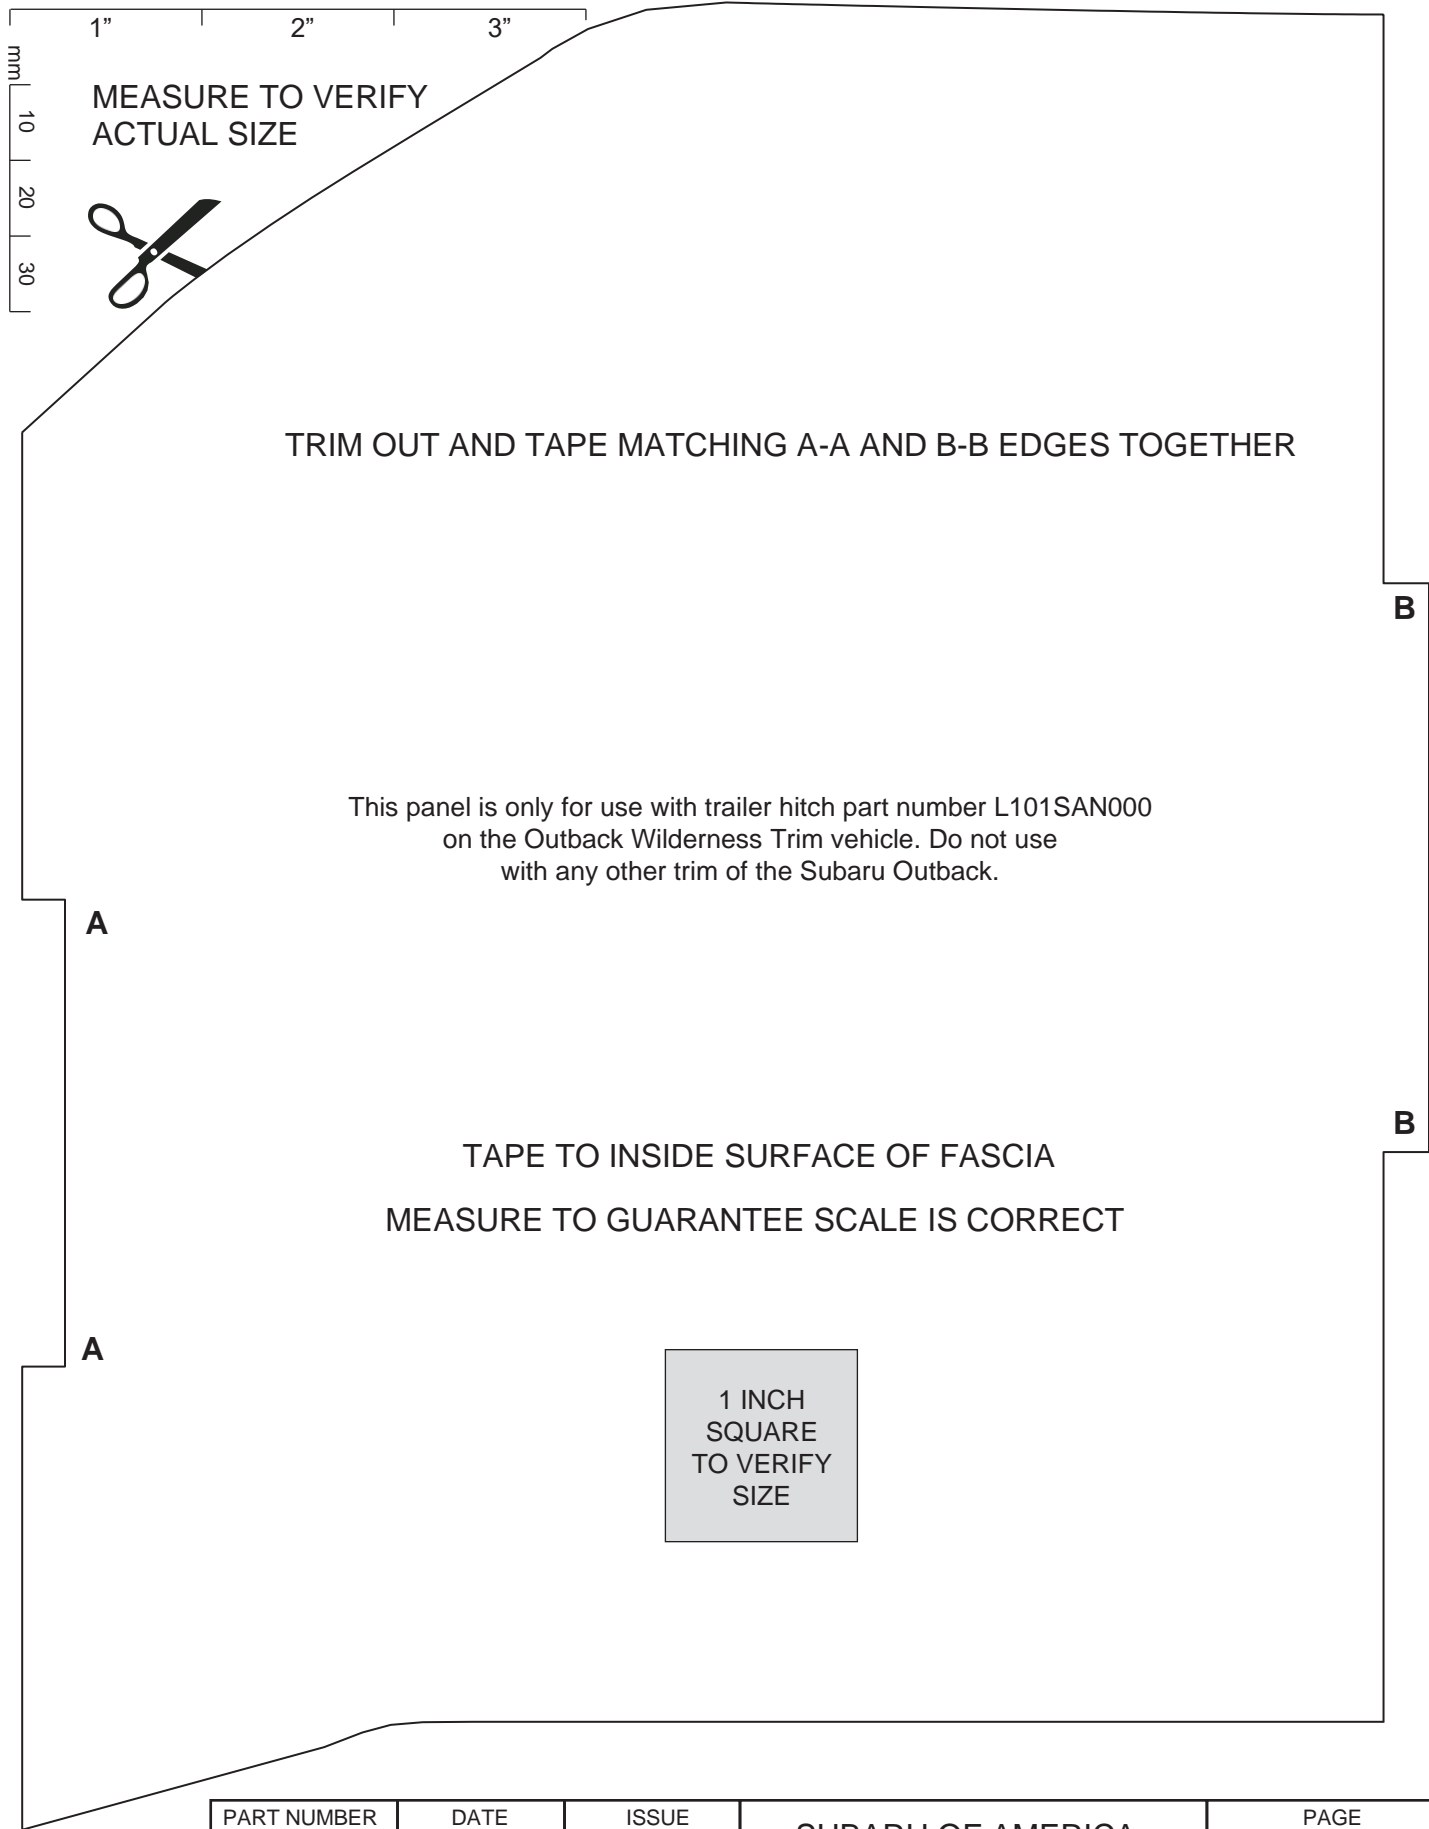 1” 2” 3”
mm
10
20
30
MEASURE TO VERIFY
ACTUAL SIZE
TRIM OUT AND TAPE MATCHING A-A AND B-B EDGES TOGETHER
B
This panel is only for use with trailer hitch part number L101SAN000
on the Outback Wilderness Trim vehicle. Do not use
with any other trim of the Subaru Outback.
A
B
TAPE TO INSIDE SURFACE OF FASCIA
MEASURE TO GUARANTEE SCALE IS CORRECT
A
1 INCH
SQUARE
TO VERIFY
SIZE
PART NUMBER DATE ISSUE SUBARU OF AMERICA PAGE